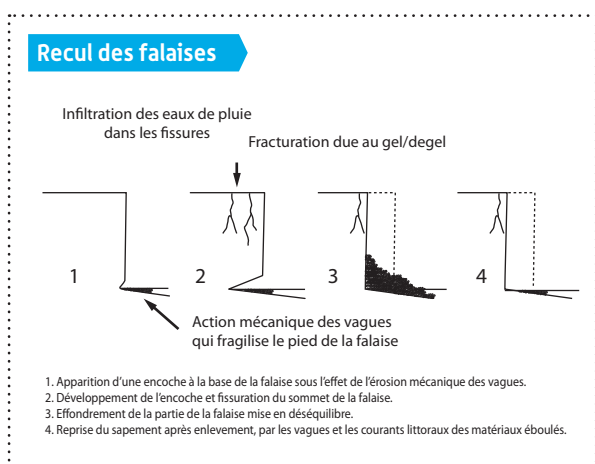 Recul des falaises
Infiltration des eaux de pluie
dans les fissures
Fracturation due au gel/degel
1
2
3
4
Action mécanique des vagues
qui fragilise le pied de la falaise
1. Apparition d'une encoche à la base de la falaise sous l'effet de l'érosion mécanique des vagues.
2. Développement de l'encoche et fissuration du sommet de la falaise.
3. Effondrement de la partie de la falaise mise en déséquilibre.
4. Reprise du sapement après enlevement, par les vagues et les courants littoraux des matériaux éboulés.